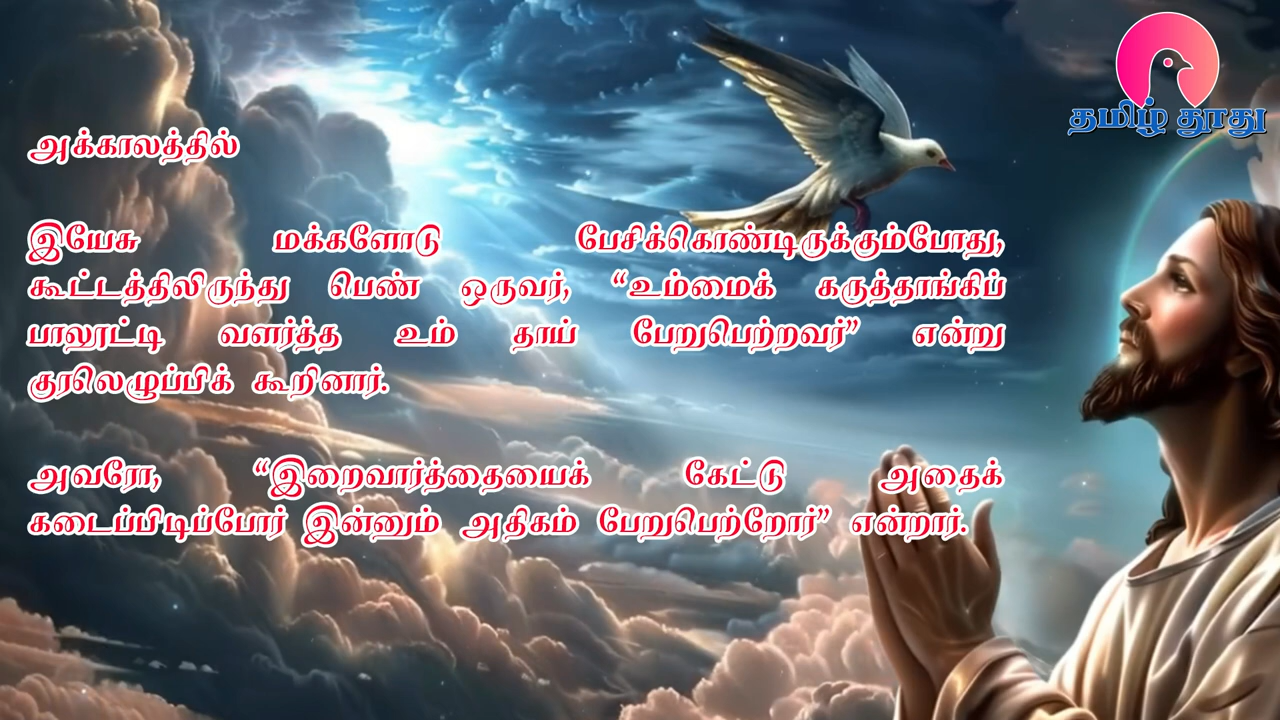 தமிழ் தூது
அக்காலத்தில்
இயேசு மக்களோடு பேசிக்கொண்டிருக்கும்போது,
கூட்டத்திலிருந்து பெண் ஒருவர், “உம்மைக் கருத்தாங்கிப்
பாலூட்டி வளர்த்த உம் தாய் பேறுபெற்றவர்” என்று
குரலெழுப்பிக் கூறினார்.
அவரோ, “இறைவார்த்தையைக் கேட்டு அதைக்
கடைப்பிடிப்போர் இன்னும் அதிகம் பேறுபெற்றோர்” என்றார்.